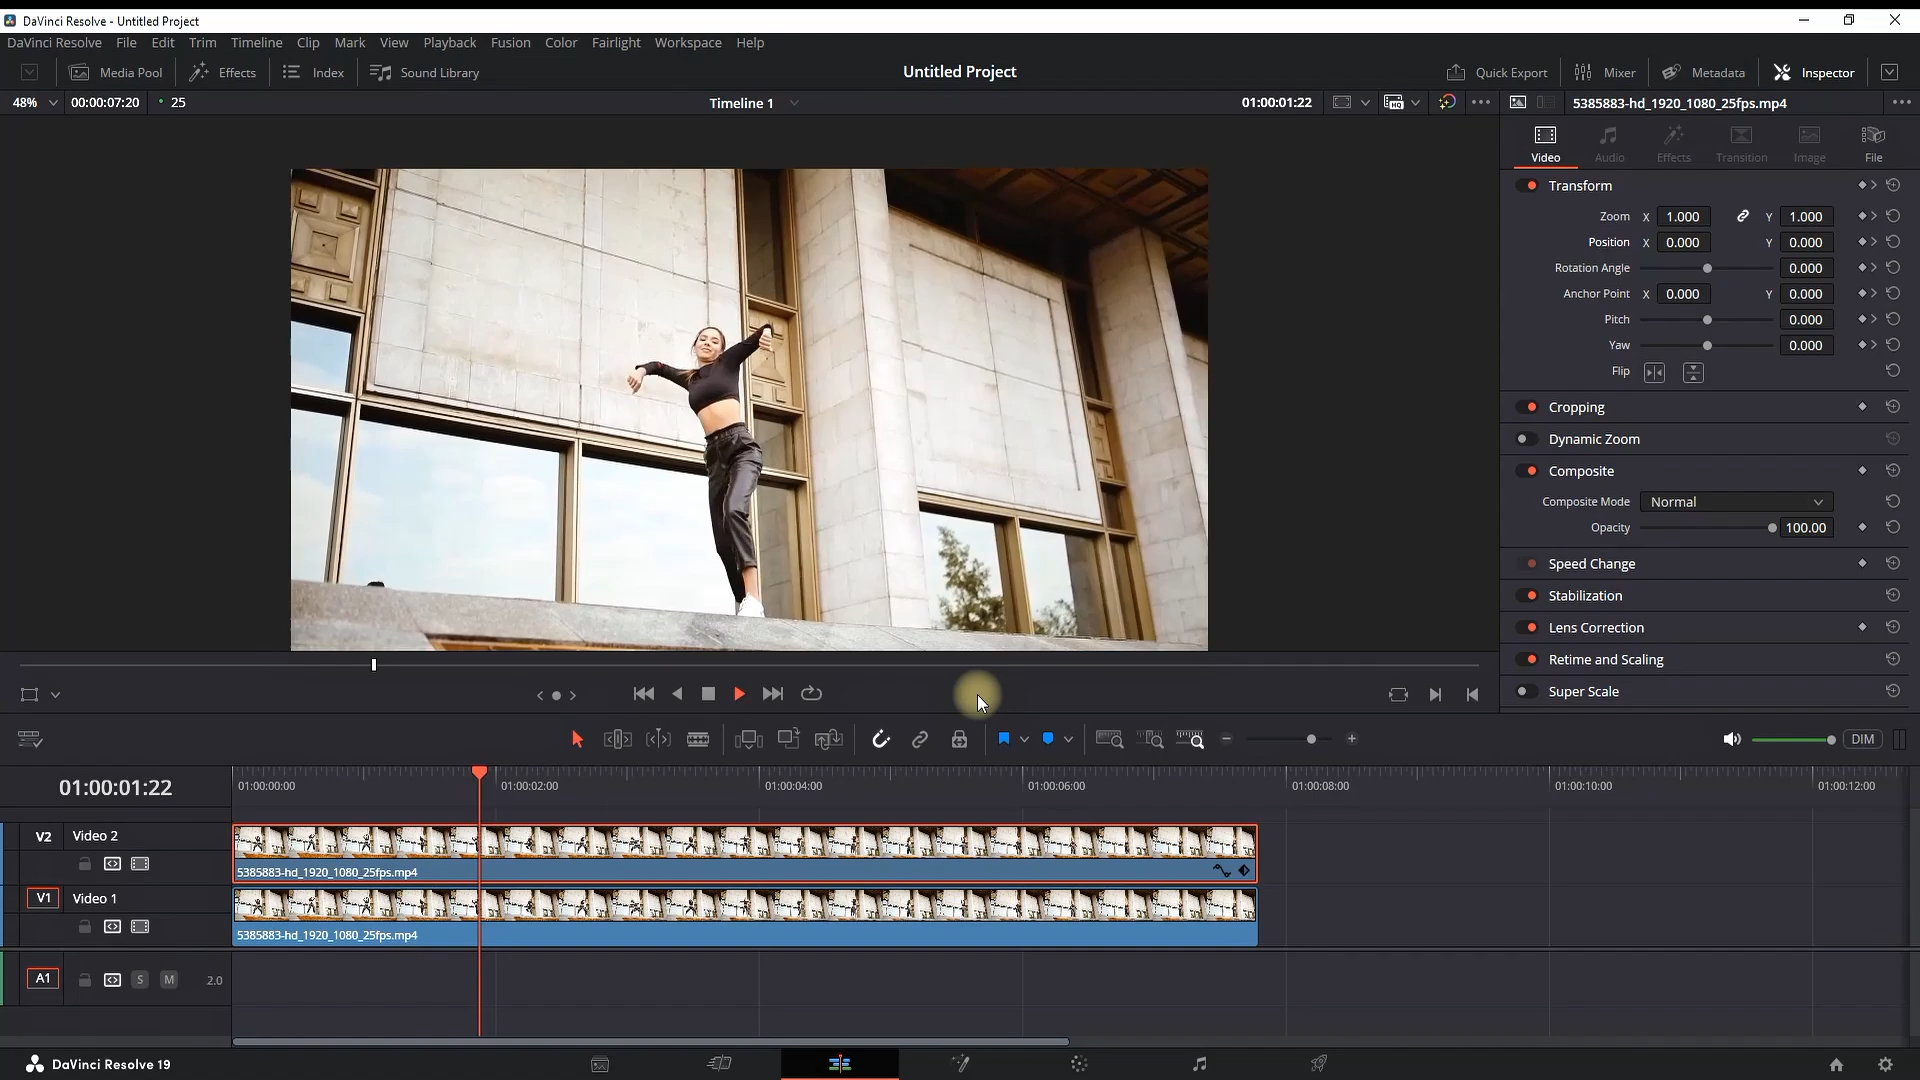 DaVinci Resolve - Untitled Project
DaVinci Resolve File Edit Trim Timeline Clip Mark View Playback Fusion Color Fairlight Workspace Help
Media Pool Effects Index Sound Library Untitled Project Quick Export Mixer Metadata Inspector
48% 00:00:07:20 25 Timeline 1 01:00:01:22 HQ 5385883-hd_1920_1080_25fps.mp4
Video Audio Effects Transition Image File
Transform
Zoom X 1.000 Y 1.000
Position X 0.000 Y 0.000
Rotation Angle 0.000
Anchor Point X 0.000 Y 0.000
Pitch 0.000
Yaw 0.000
Flip
Cropping
Dynamic Zoom
Composite
Composite Mode Normal
Opacity 100.00
Speed Change
Stabilization
Lens Correction
Retime and Scaling
Super Scale
DIM
01:00:01:22 01:00:00:00 01:00:02:00 01:00:04:00 01:00:06:00 01:00:08:00 01:00:10:00 01:00:12:00
V2 Video 2
5385883-hd_1920_1080_25fps.mp4
V1 Video 1
5385883-hd_1920_1080_25fps.mp4
A1 S M 2.0
DaVinci Resolve 19